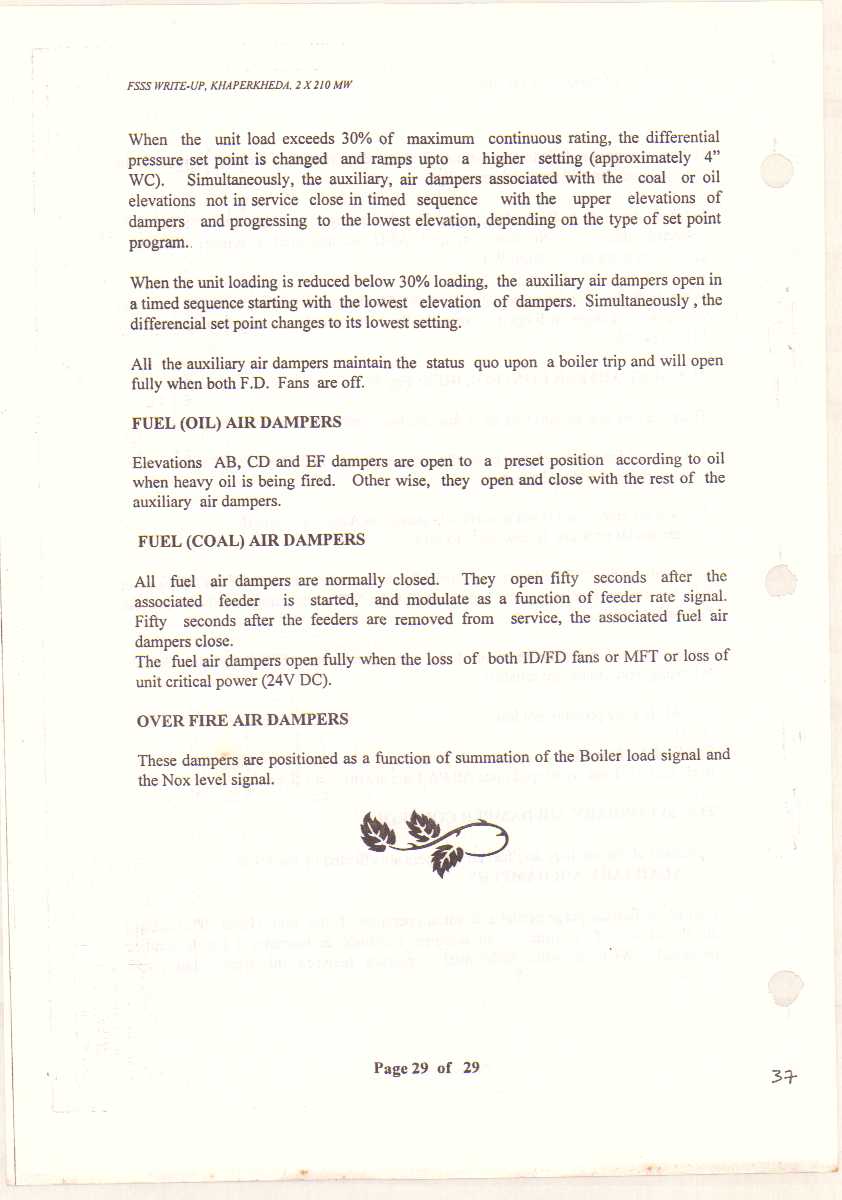 FSSS WRITE-UP, KHAPERKHEDA. 2 X 210 MW
When the unit load exceeds 30% of maximum continuous rating, the differential
pressure set point is changed and ramps upto a higher setting (approximately 4”
WC). Simultaneously, the auxiliary, air dampers associated with the coal or oil
elevations not in service close in timed sequence with the upper elevations of
dampers and progressing to the lowest elevation, depending on the type of set point
program..
When the unit loading is reduced below 30% loading, the auxiliary air dampers open in
a timed sequence starting with the lowest elevation of dampers. Simultaneously , the
differencial set point changes to its lowest setting.
All the auxiliary air dampers maintain the status quo upon a boiler trip and will open
fully when both F.D. Fans are off.
FUEL (OIL) AIR DAMPERS
Elevations AB, CD and EF dampers are open to a preset position according to oil
when heavy oil is being fired. Other wise, they open and close with the rest of the
auxiliary air dampers.
FUEL (COAL) AIR DAMPERS
All fuel air dampers are normally closed. They open fifty seconds after the
associated feeder is started, and modulate as a function of feeder rate signal.
Fifty seconds after the feeders are removed from service, the associated fuel air
dampers close.
The fuel air dampers open fully when the loss of both ID/FD fans or MFT or loss of
unit critical power (24V DC).
OVER FIRE AIR DAMPERS
These dampers are positioned as a function of summation of the Boiler load signal and
the Nox level signal.
Page 29 of 29
37